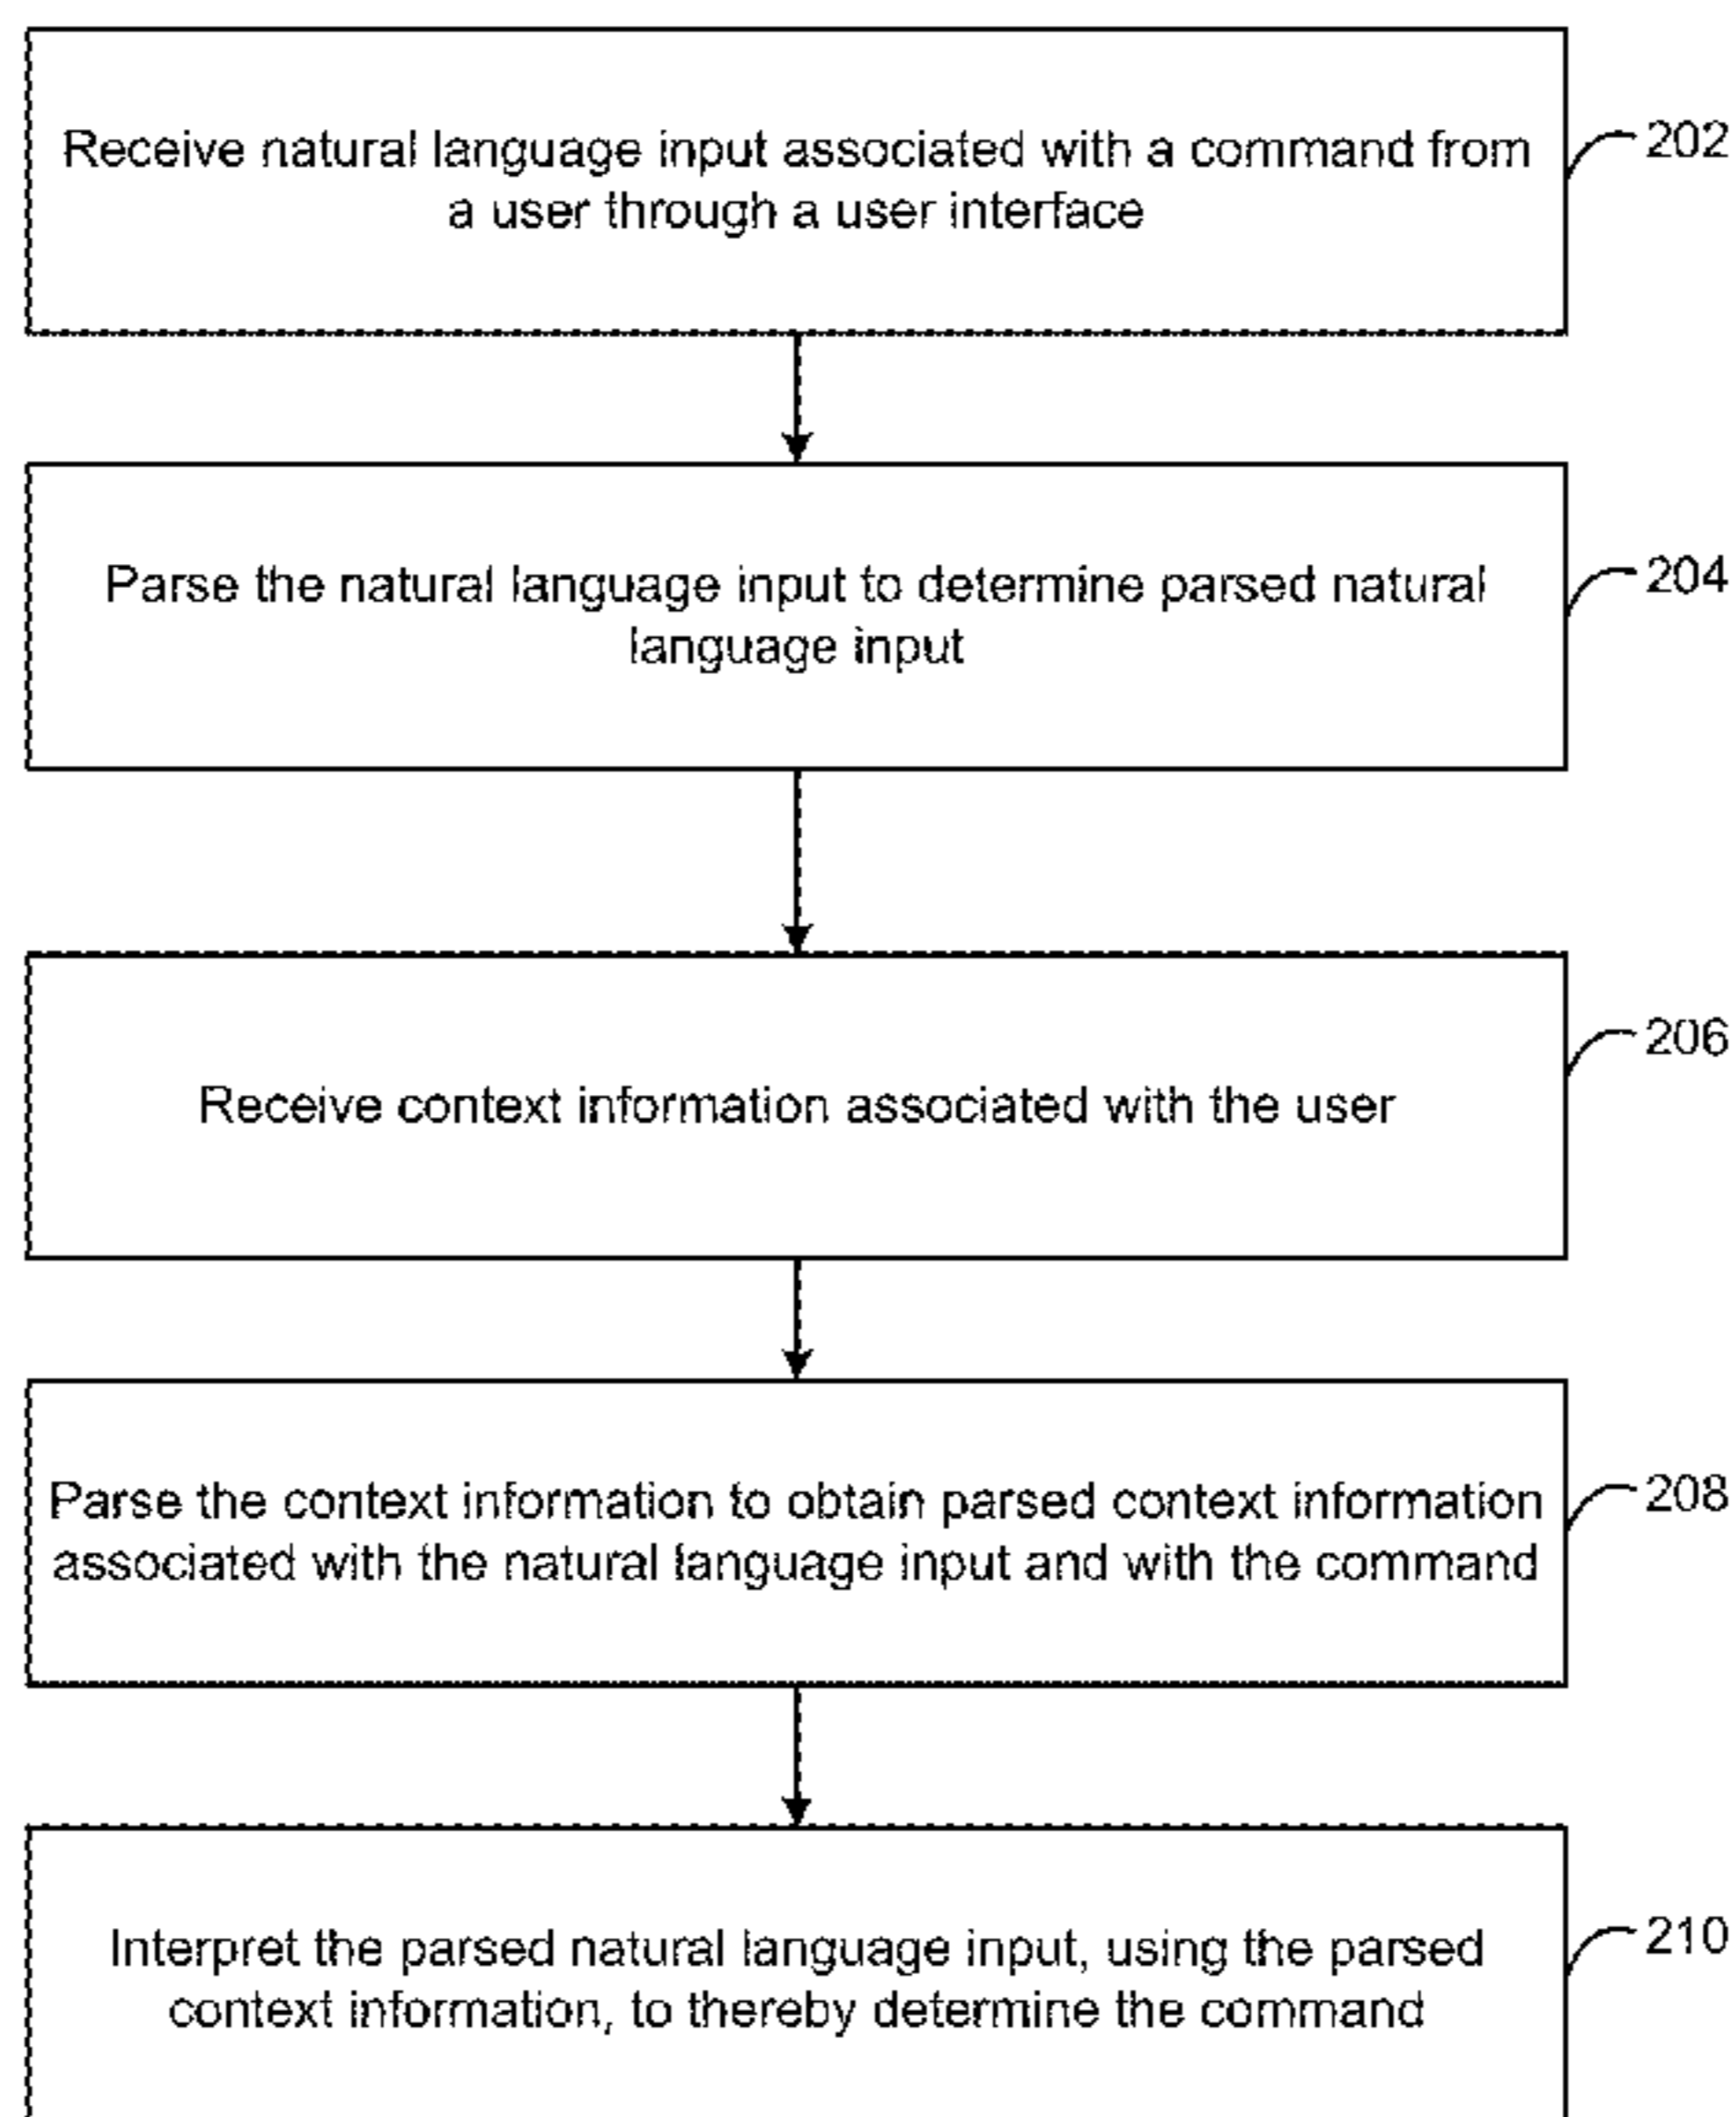 Receive natural language input associated with a command from
a user through a user interface
202
Parse the natural language input to determine parsed natural
language input
204
Receive context information associated with the user
206
Parse the context information to obtain parsed context information
associated with the natural language input and with the command
208
Interpret the parsed natural language input, using the parsed
context information, to thereby determine the command
210